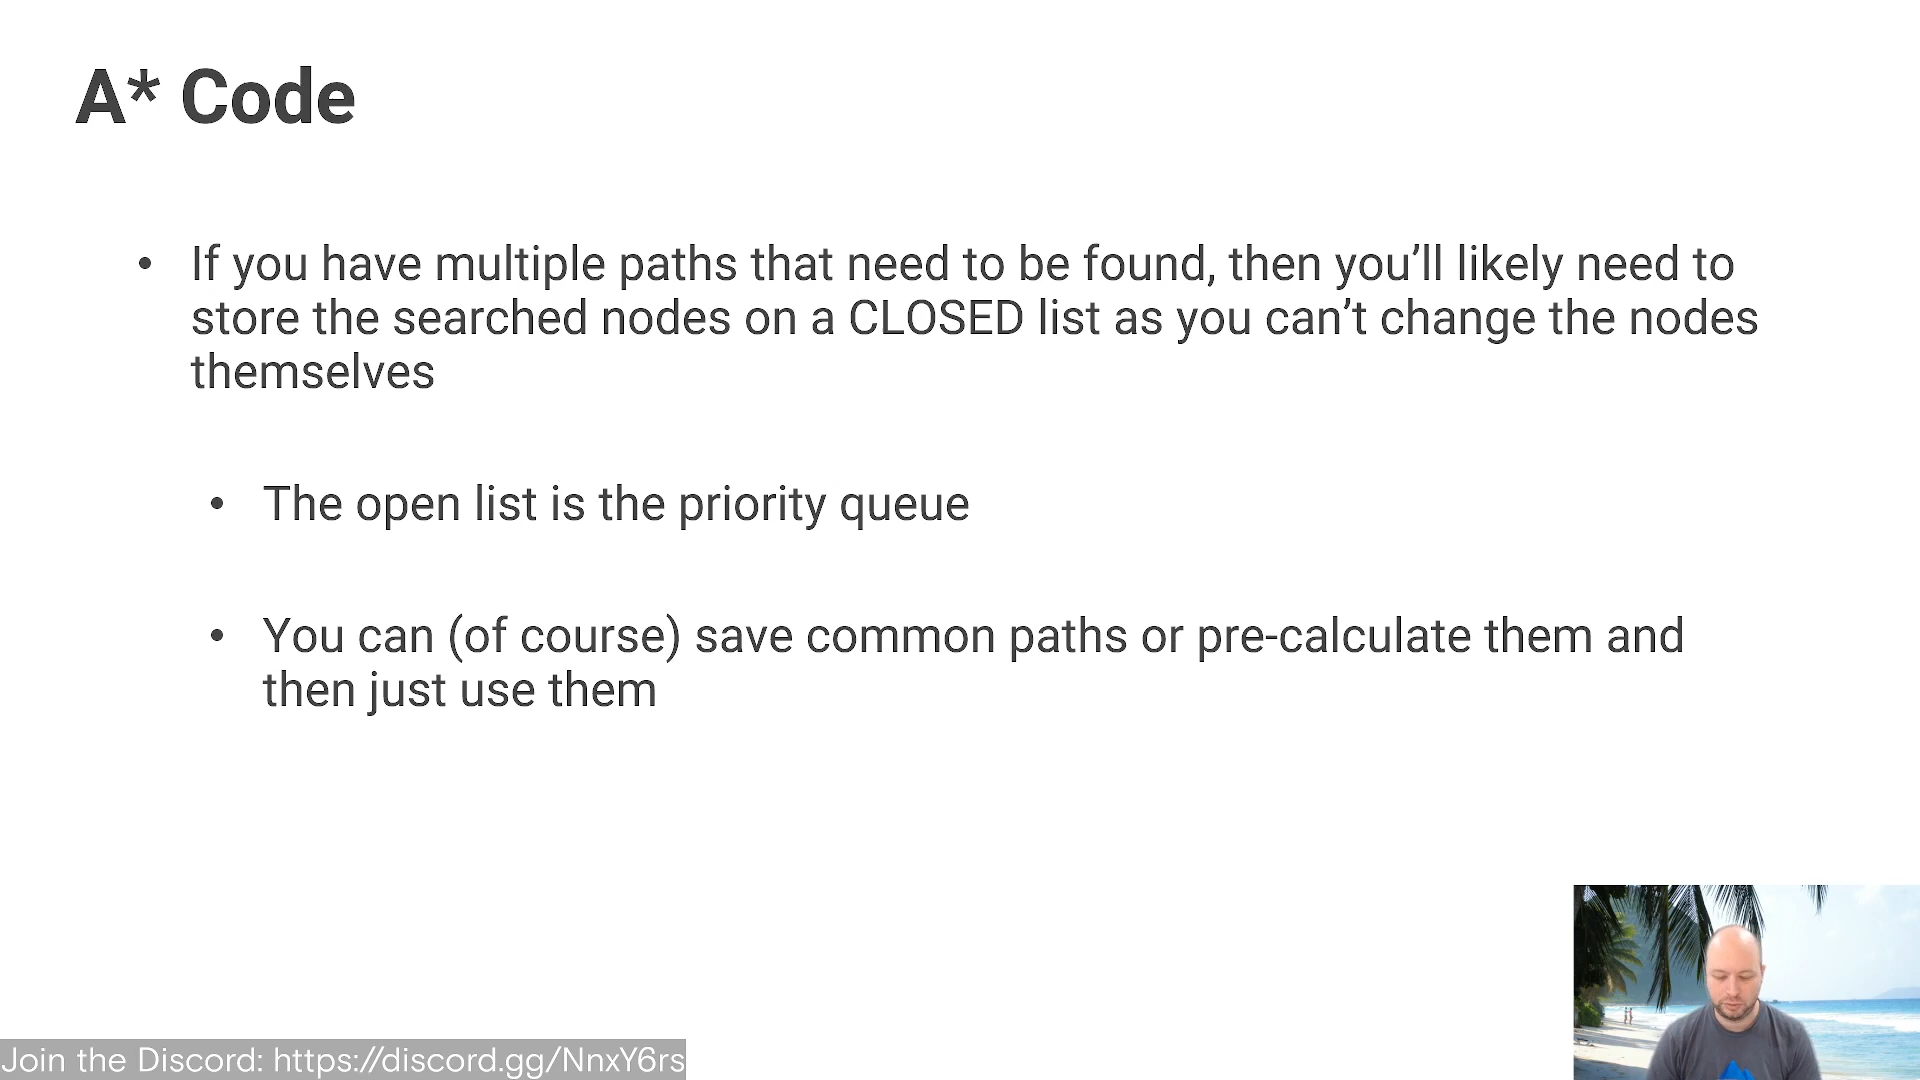 A* Code
• If you have multiple paths that need to be found, then you’ll likely need to
store the searched nodes on a CLOSED list as you can’t change the nodes
themselves
• The open list is the priority queue
• You can (of course) save common paths or pre-calculate them and
then just use them
Join the Discord: https://discord.gg/NnxY6rs